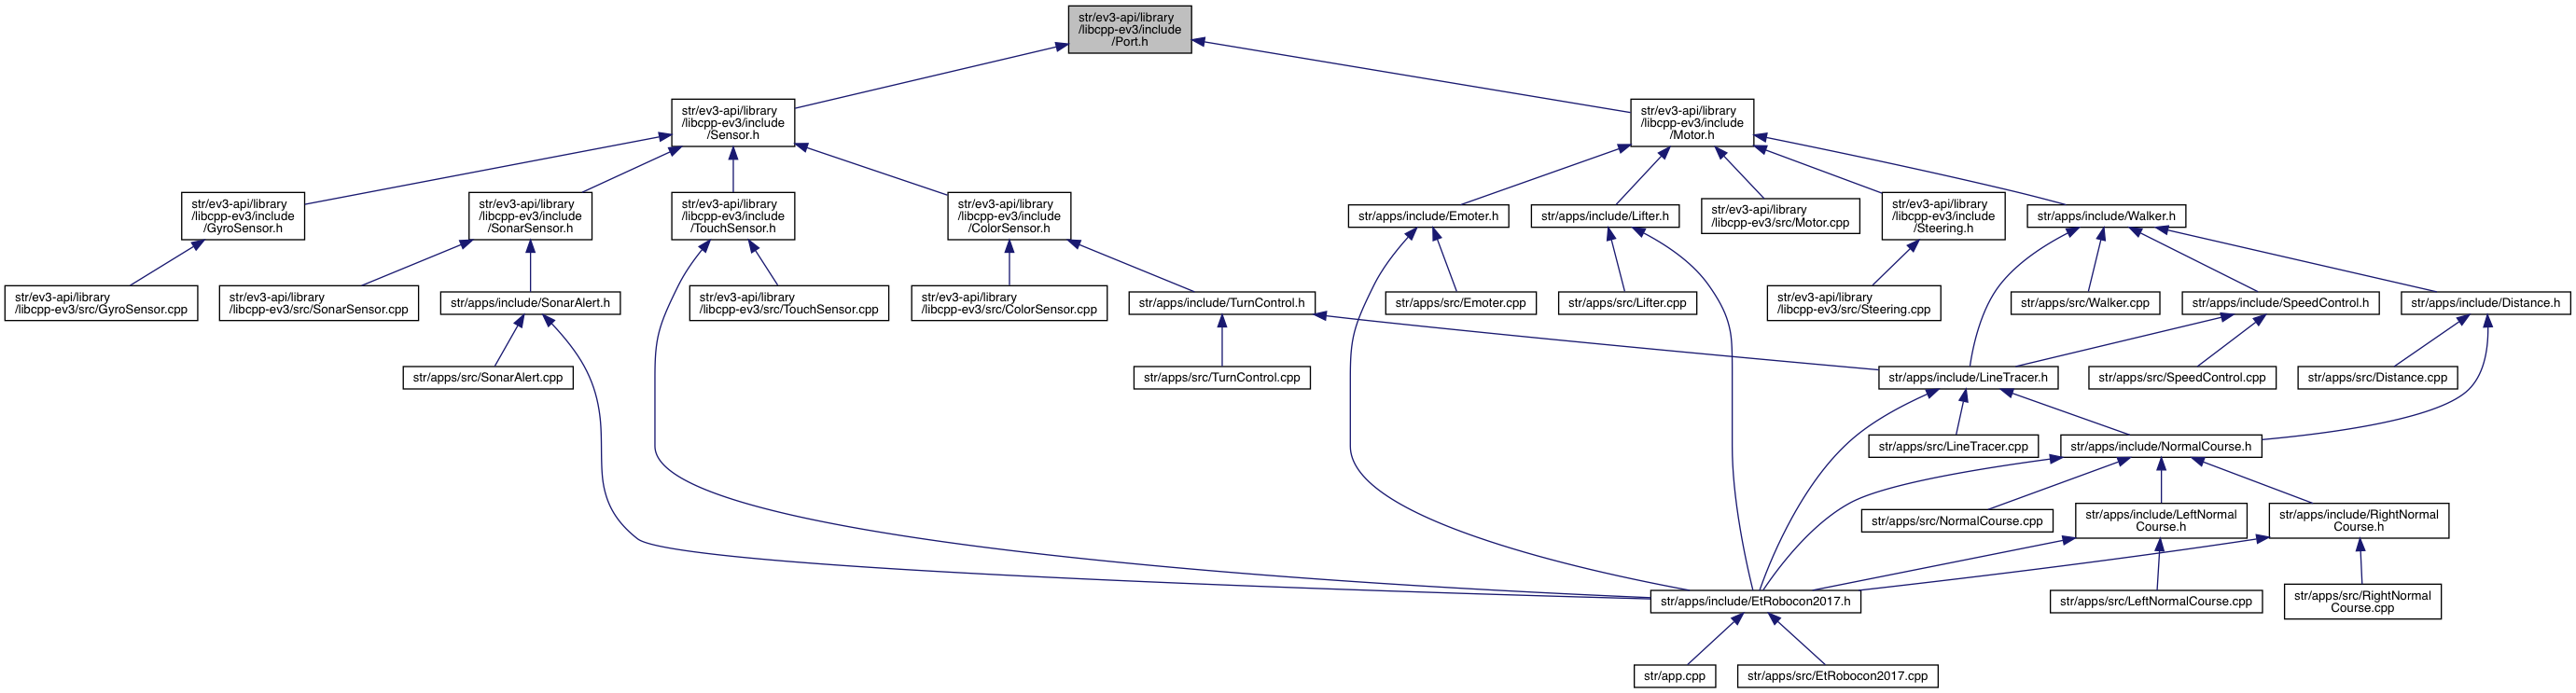 str/ev3-api/library
/libcpp-ev3/include
/Port.h
str/ev3-api/library
/libcpp-ev3/include
/Sensor.h
str/ev3-api/library
/libcpp-ev3/include
/Motor.h
str/ev3-api/library
/libcpp-ev3/include
/GyroSensor.h
str/ev3-api/library
/libcpp-ev3/include
/SonarSensor.h
str/ev3-api/library
/libcpp-ev3/include
/TouchSensor.h
str/ev3-api/library
/libcpp-ev3/include
/ColorSensor.h
str/apps/include/Emoter.h
str/apps/include/Lifter.h
str/ev3-api/library
/libcpp-ev3/src/Motor.cpp
str/ev3-api/library
/libcpp-ev3/include
/Steering.h
str/apps/include/Walker.h
str/ev3-api/library
/libcpp-ev3/src/GyroSensor.cpp
str/ev3-api/library
/libcpp-ev3/src/SonarSensor.cpp
str/apps/include/SonarAlert.h
str/ev3-api/library
/libcpp-ev3/src/TouchSensor.cpp
str/ev3-api/library
/libcpp-ev3/src/ColorSensor.cpp
str/apps/include/TurnControl.h
str/apps/src/Emoter.cpp
str/apps/src/Lifter.cpp
str/ev3-api/library
/libcpp-ev3/src/Steering.cpp
str/apps/src/Walker.cpp
str/apps/include/SpeedControl.h
str/apps/include/Distance.h
str/apps/src/SonarAlert.cpp
str/apps/src/TurnControl.cpp
str/apps/include/LineTracer.h
str/apps/src/SpeedControl.cpp
str/apps/src/Distance.cpp
str/apps/src/LineTracer.cpp
str/apps/include/NormalCourse.h
str/apps/src/NormalCourse.cpp
str/apps/include/LeftNormal
Course.h
str/apps/include/RightNormal
Course.h
str/apps/include/EtRobocon2017.h
str/apps/src/LeftNormalCourse.cpp
str/apps/src/RightNormal
Course.cpp
str/app.cpp
str/apps/src/EtRobocon2017.cpp